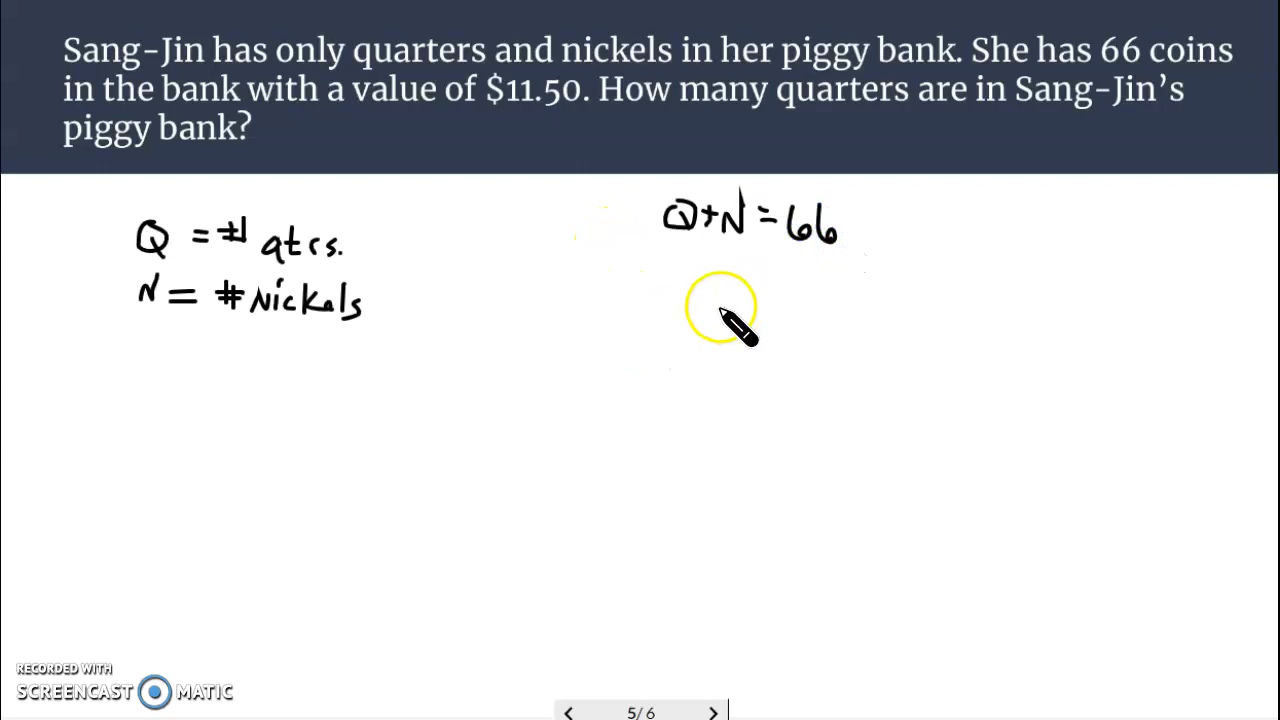 Sang-Jin has only quarters and nickels in her piggy bank. She has 66 coins
in the bank with a value of $11.50. How many quarters are in Sang-Jin’s
piggy bank?
Q = # qtrs.
N = # Nickels
Q+N=66
RECORDED WITH
SCREENCAST MATIC
5/6